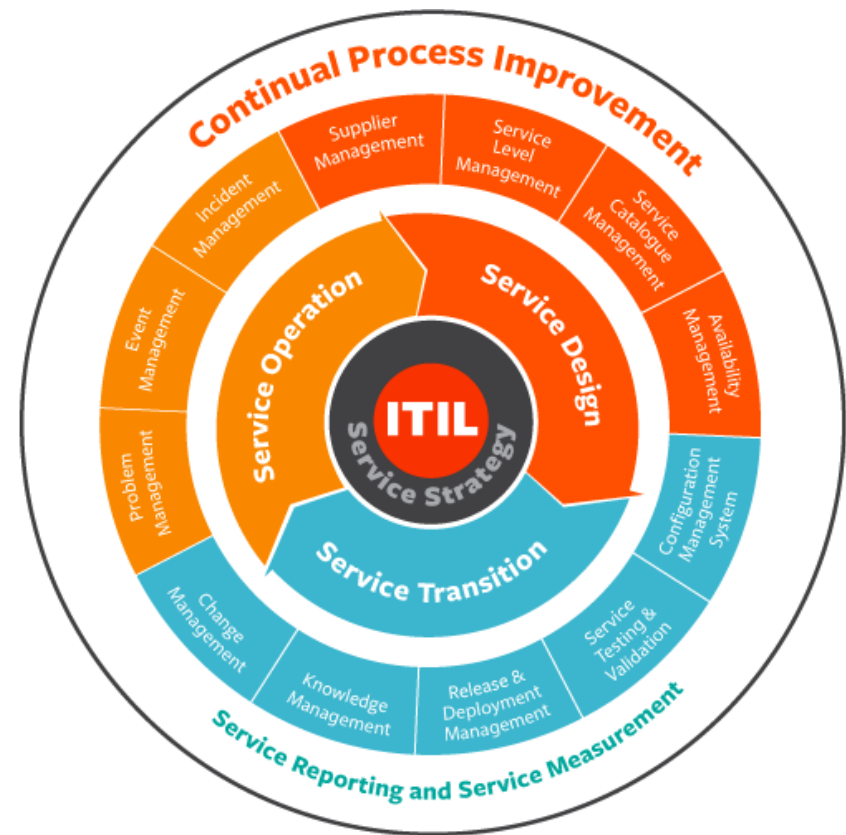 Continual Process Improvement
Supplier
Management
Service
Level
Management
Service
Catalogue
Management
Availability
Management
Configuration
Management
System
Service
Testing &
Validation
Release &
Deployment
Management
Knowledge
Management
Change
Management
Problem
Management
Event
Management
Incident
Management
Service Operation
Service Design
Service Transition
ITIL
Service Strategy
Service Reporting and Service Measurement